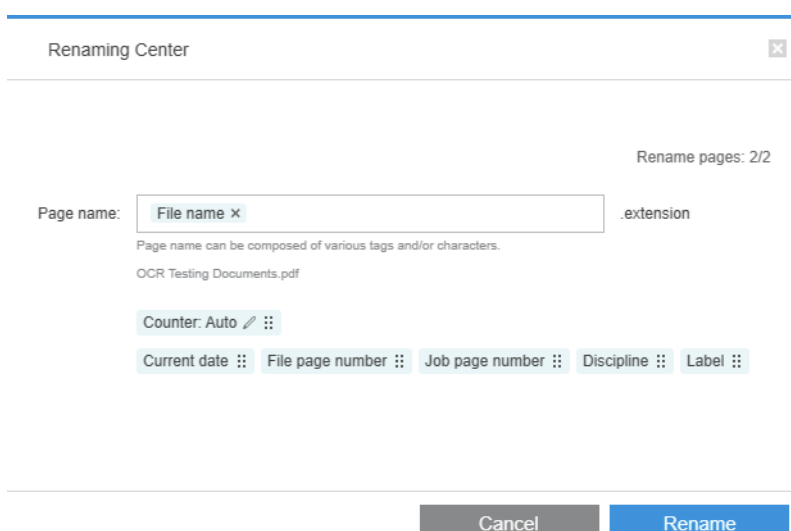 Renaming Center
Rename pages: 2/2
Page name: File name × .extension
Page name can be composed of various tags and/or characters.
OCR Testing Documents.pdf
Counter: Auto
Current date File page number Job page number Discipline Label
Cancel Rename